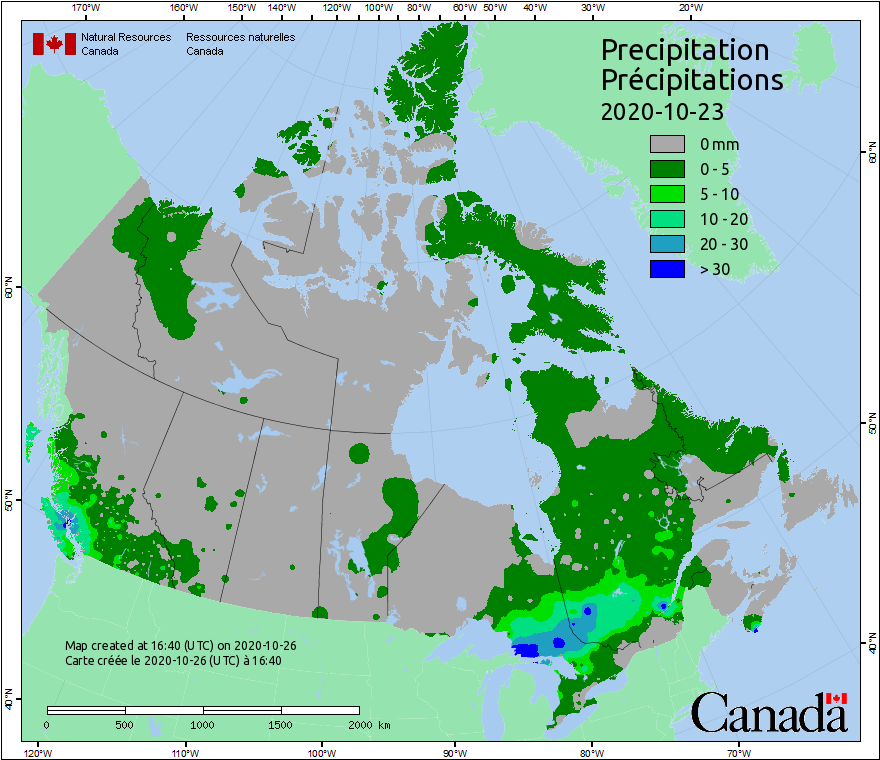 170°W 160°W 150°W 140°W 130°W 120°W 110°W 100°W 90°W 80°W 60°W 50°W 40°W 30°W 20°W
Natural Resources Canada
Ressources naturelles Canada
Precipitation
Précipitations
2020-10-23
0 mm
0 - 5
5 - 10
10 - 20
20 - 30
> 30
60°N
50°N
40°N
60°N
50°N
40°N
Map created at 16:40 (UTC) on 2020-10-26
Carte créée le 2020-10-26 (UTC) à 16:40
0 500 1000 1500 2000 km
Canada
120°W 110°W 100°W 90°W 80°W 70°W